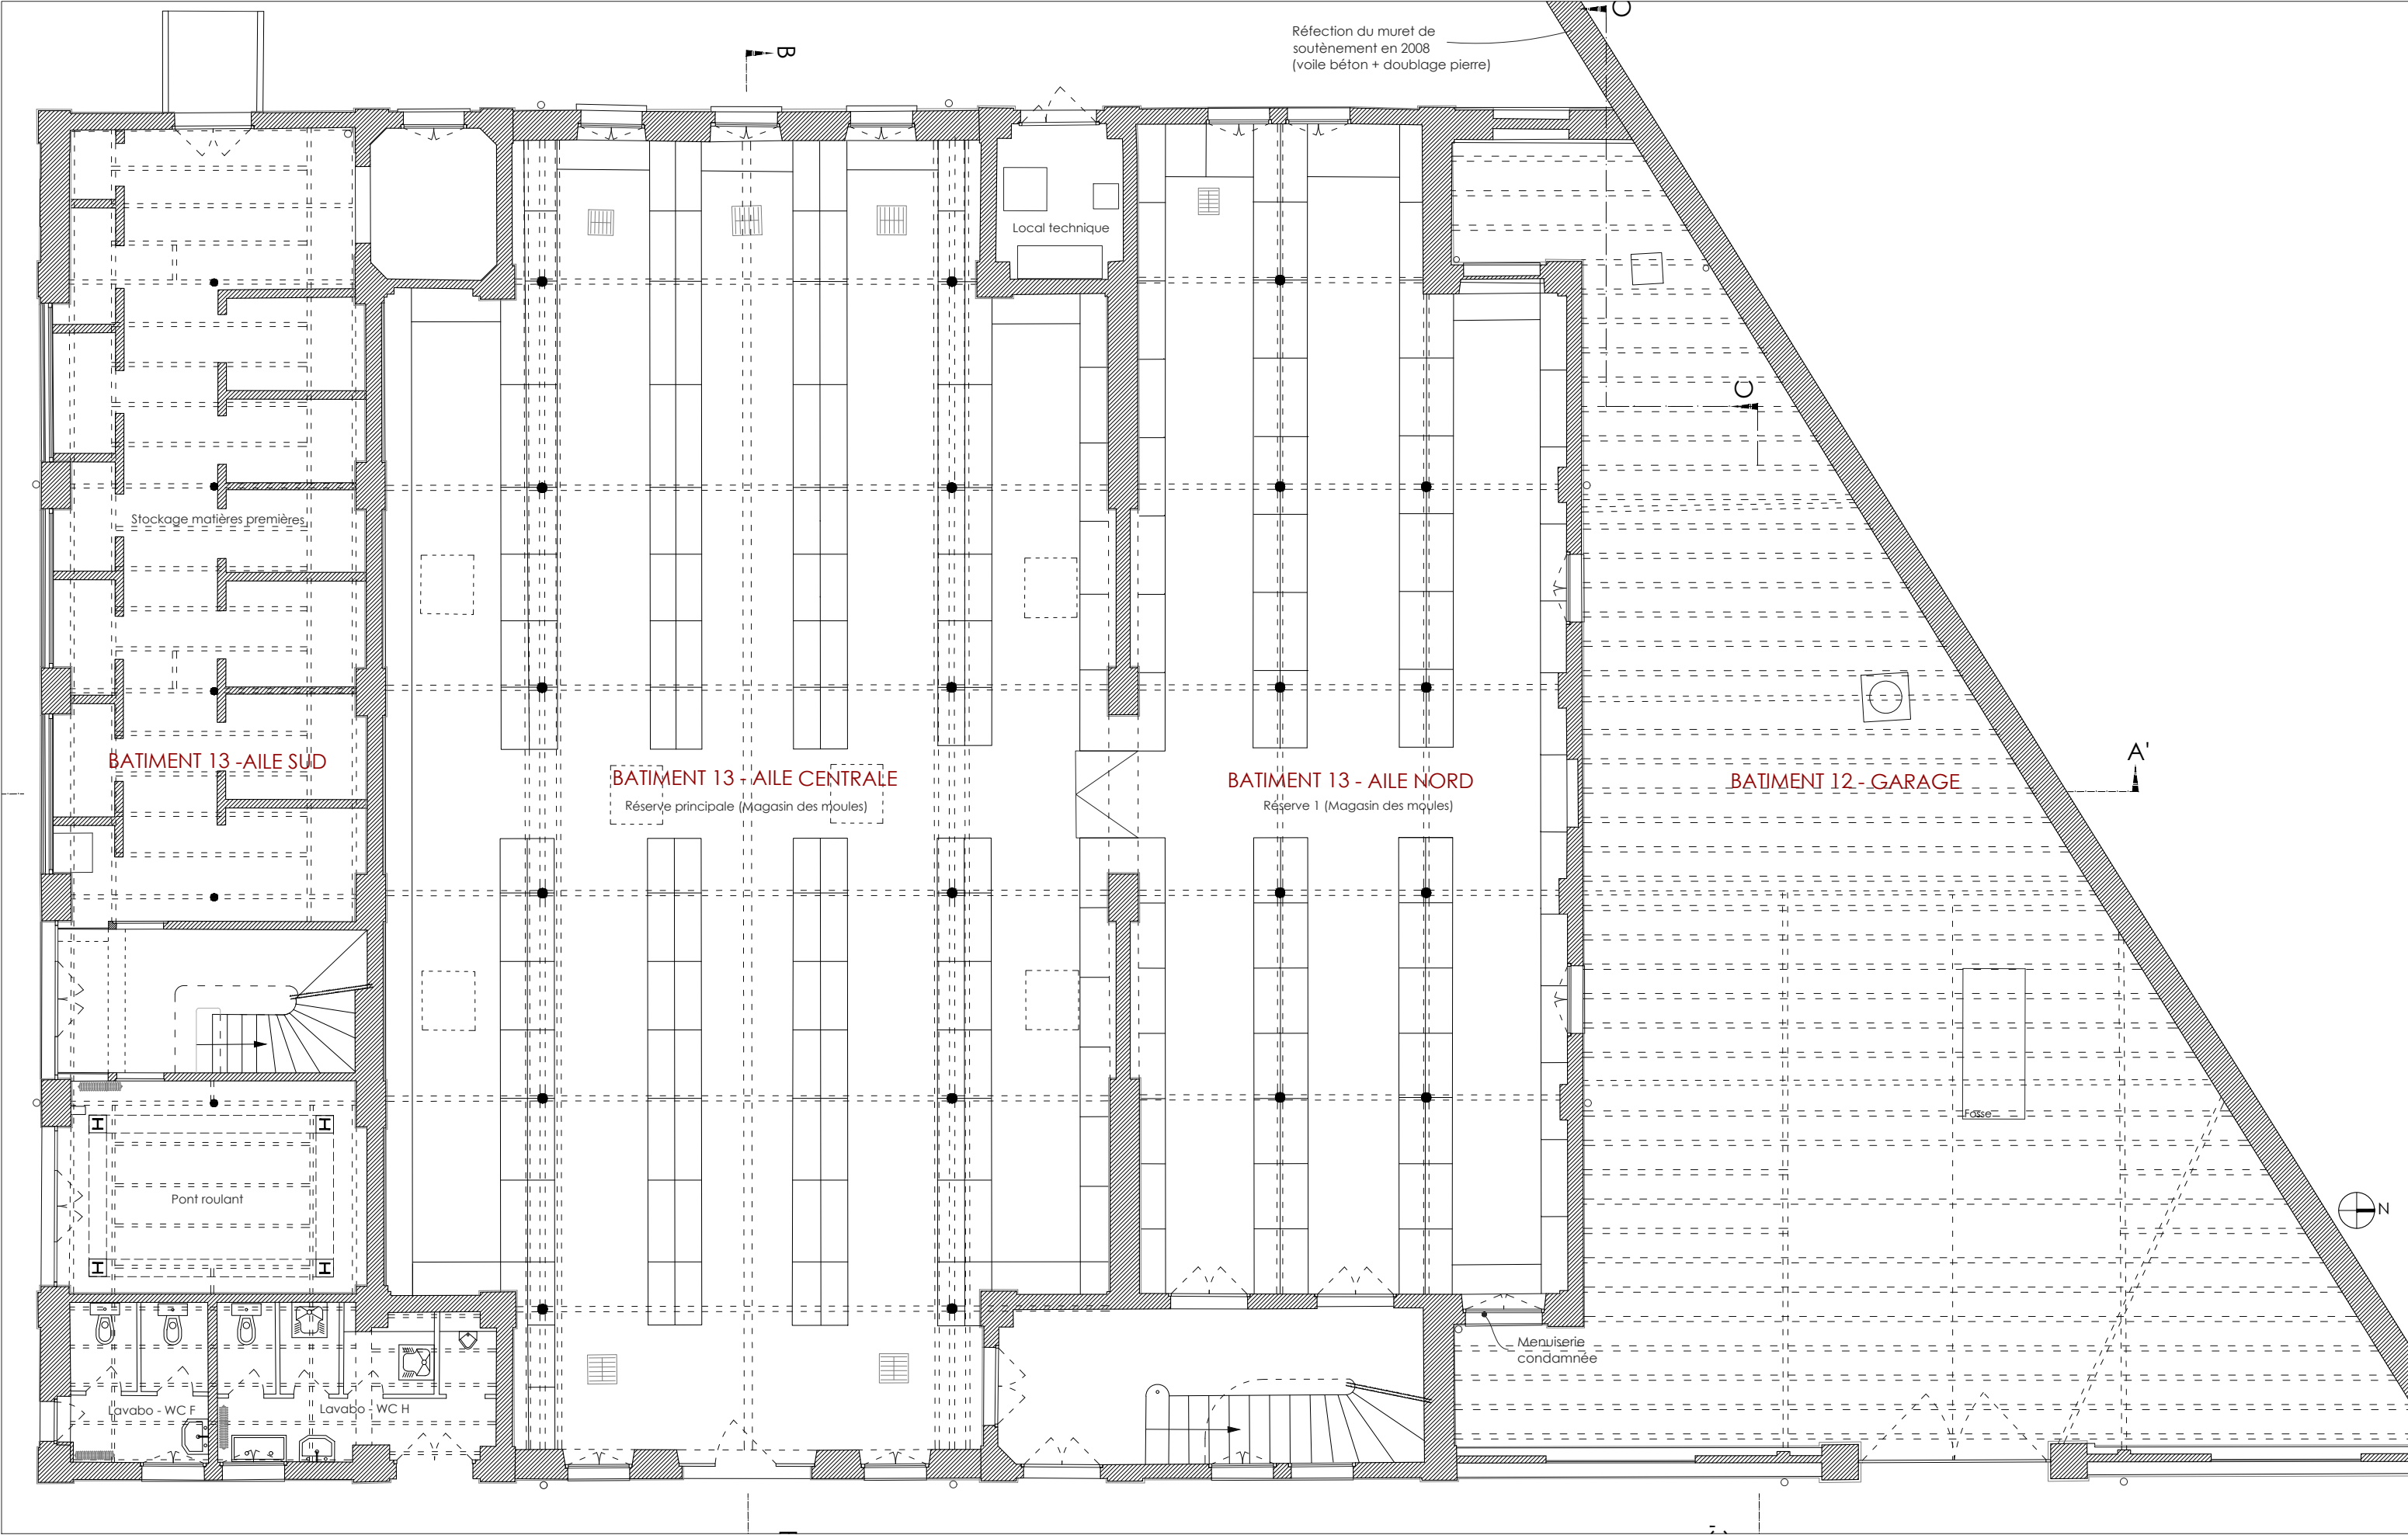 C
Réfection du muret de
soutènement en 2008
(voile béton + doublage pierre)
B
Local technique
C
Stockage matières premières
A'
BATIMENT 13 -AILE SUD
BATIMENT 13 - AILE CENTRALE
Réserve principale (Magasin des moules)
BATIMENT 13 - AILE NORD
Réserve 1 (Magasin des moules)
BATIMENT 12 - GARAGE
Fosse
Pont roulant
N
Menuiserie
condamnée
Lavabo - WC F
Lavabo - WC H